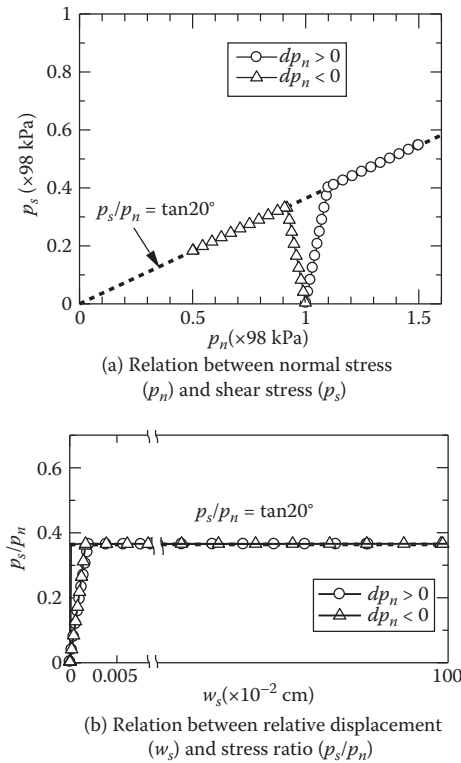 1
0.8
0.6
0.4
0.2
0
p_s (×98 kPa)
dp_n > 0
dp_n < 0
p_s/p_n = tan20°
0 0.5 1 1.5
p_n(×98 kPa)
(a) Relation between normal stress
(p_n) and shear stress (p_s)
0.6
0.4
0.2
0
p_s/p_n
p_s/p_n = tan20°
dp_n > 0
dp_n < 0
0 0.005 100
w_s(×10⁻² cm)
(b) Relation between relative displacement
(w_s) and stress ratio (p_s/p_n)